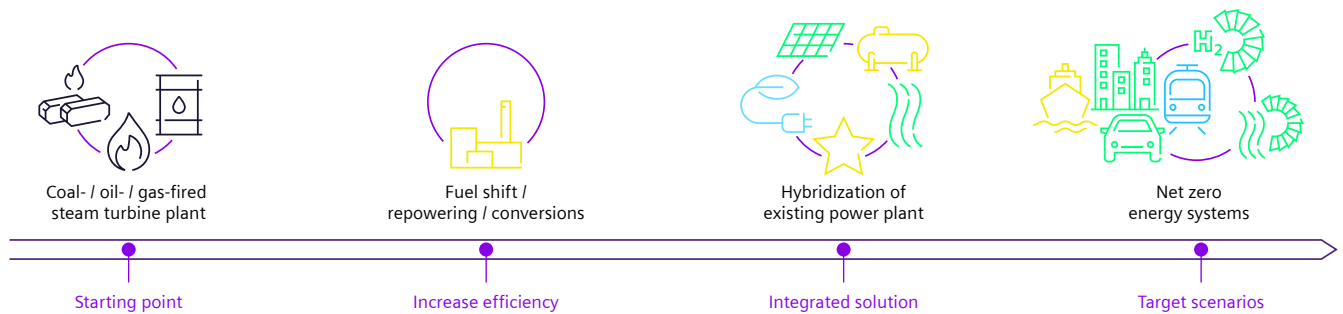 H2
Coal- / oil- / gas-fired
steam turbine plant
Fuel shift /
repowering / conversions
Hybridization of
existing power plant
Net zero
energy systems
Starting point
Increase efficiency
Integrated solution
Target scenarios